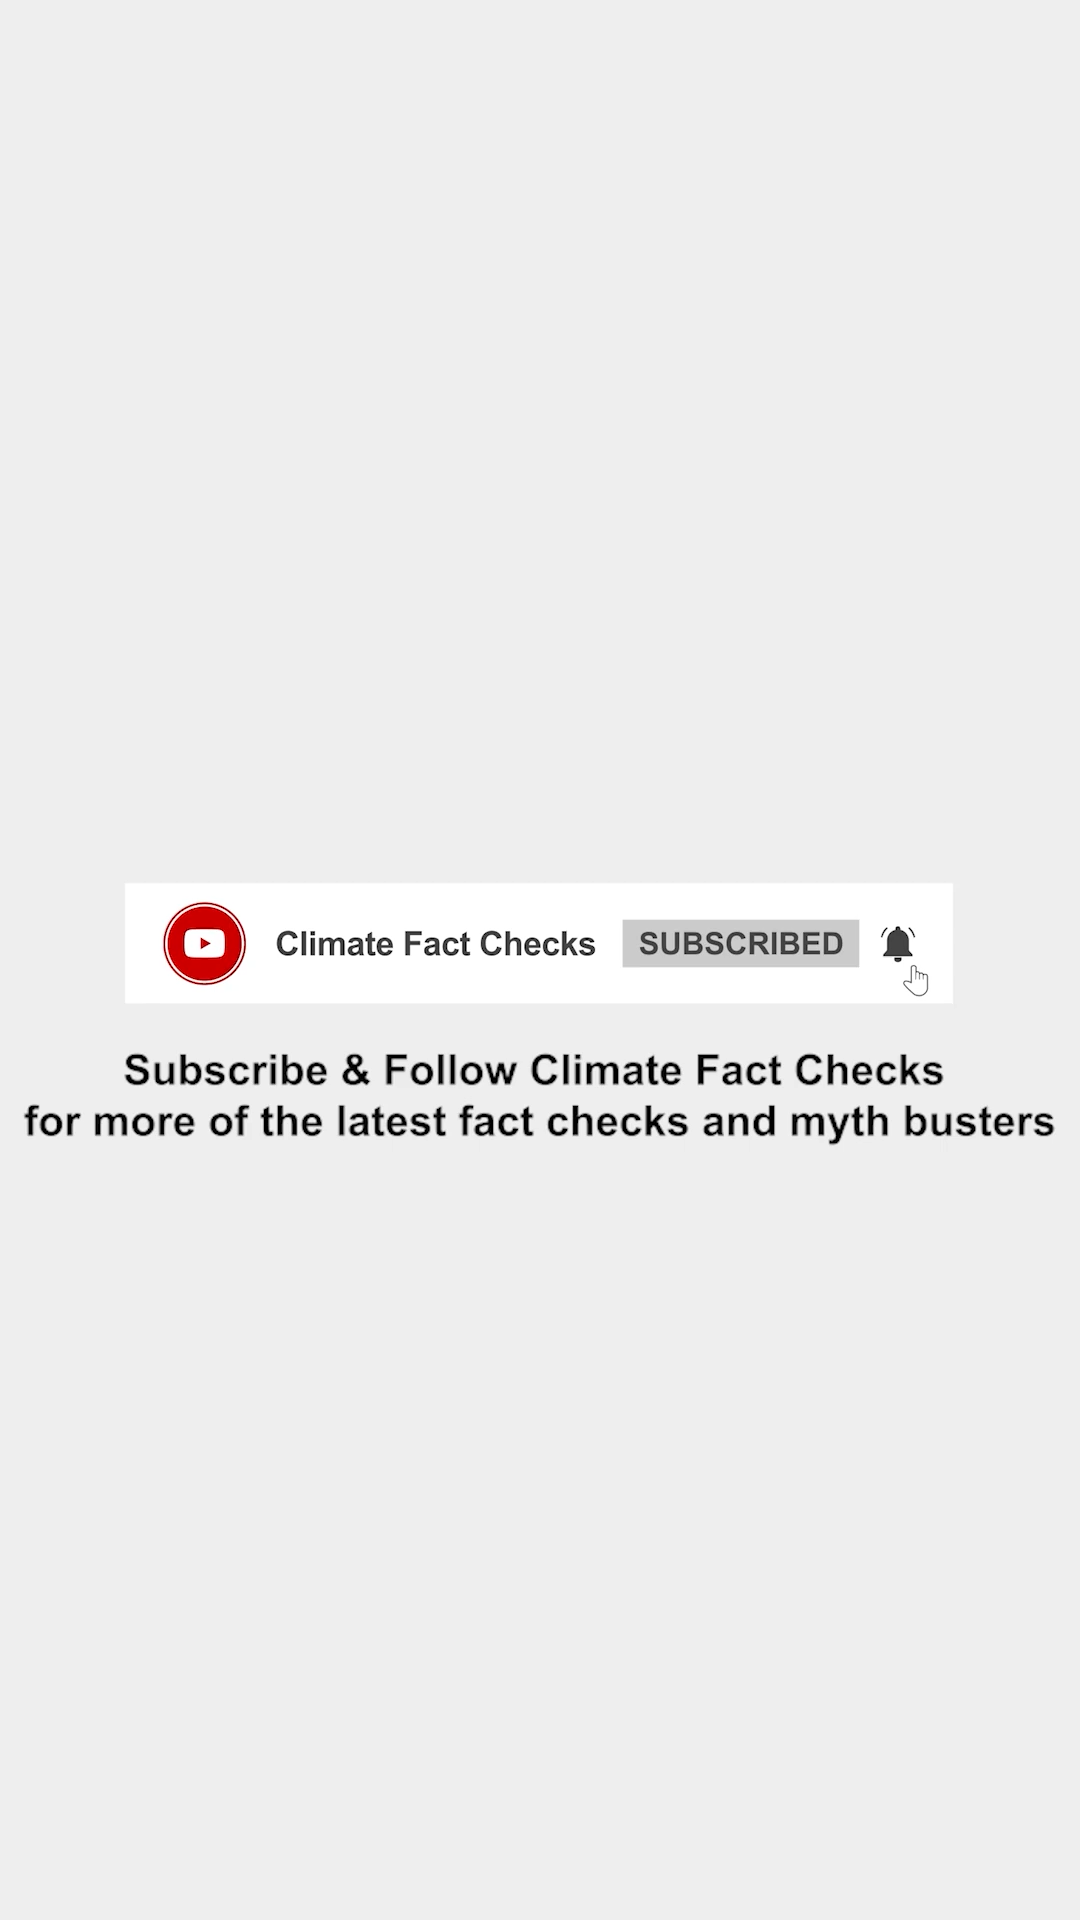 Climate Fact Checks SUBSCRIBED
Subscribe & Follow Climate Fact Checks
for more of the latest fact checks and myth busters